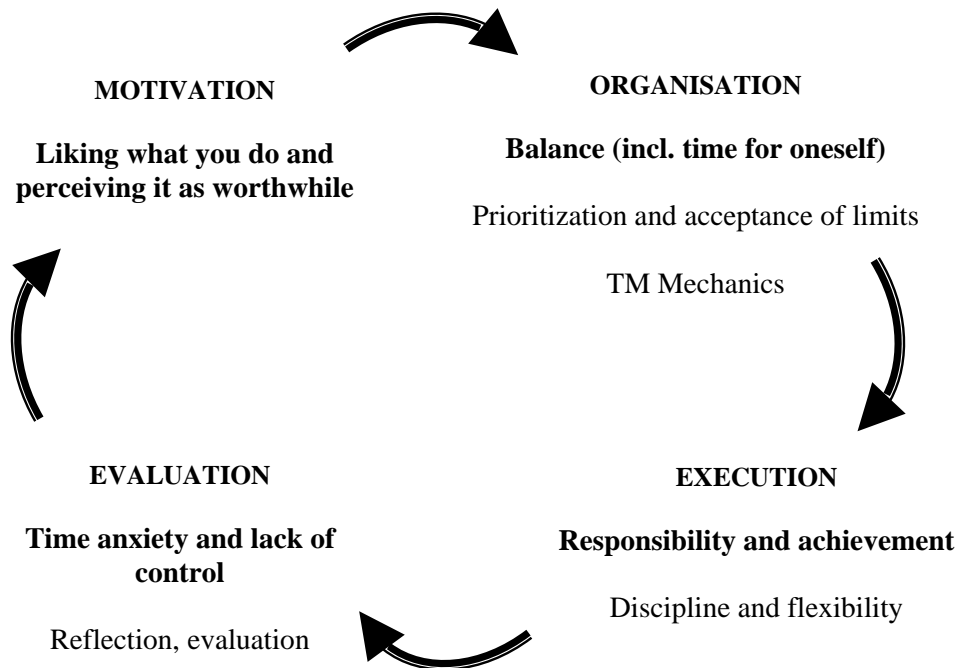 MOTIVATION
Liking what you do and
perceiving it as worthwhile
ORGANISATION
Balance (incl. time for oneself)
Prioritization and acceptance of limits
TM Mechanics
EVALUATION
Time anxiety and lack of
control
Reflection, evaluation
EXECUTION
Responsibility and achievement
Discipline and flexibility